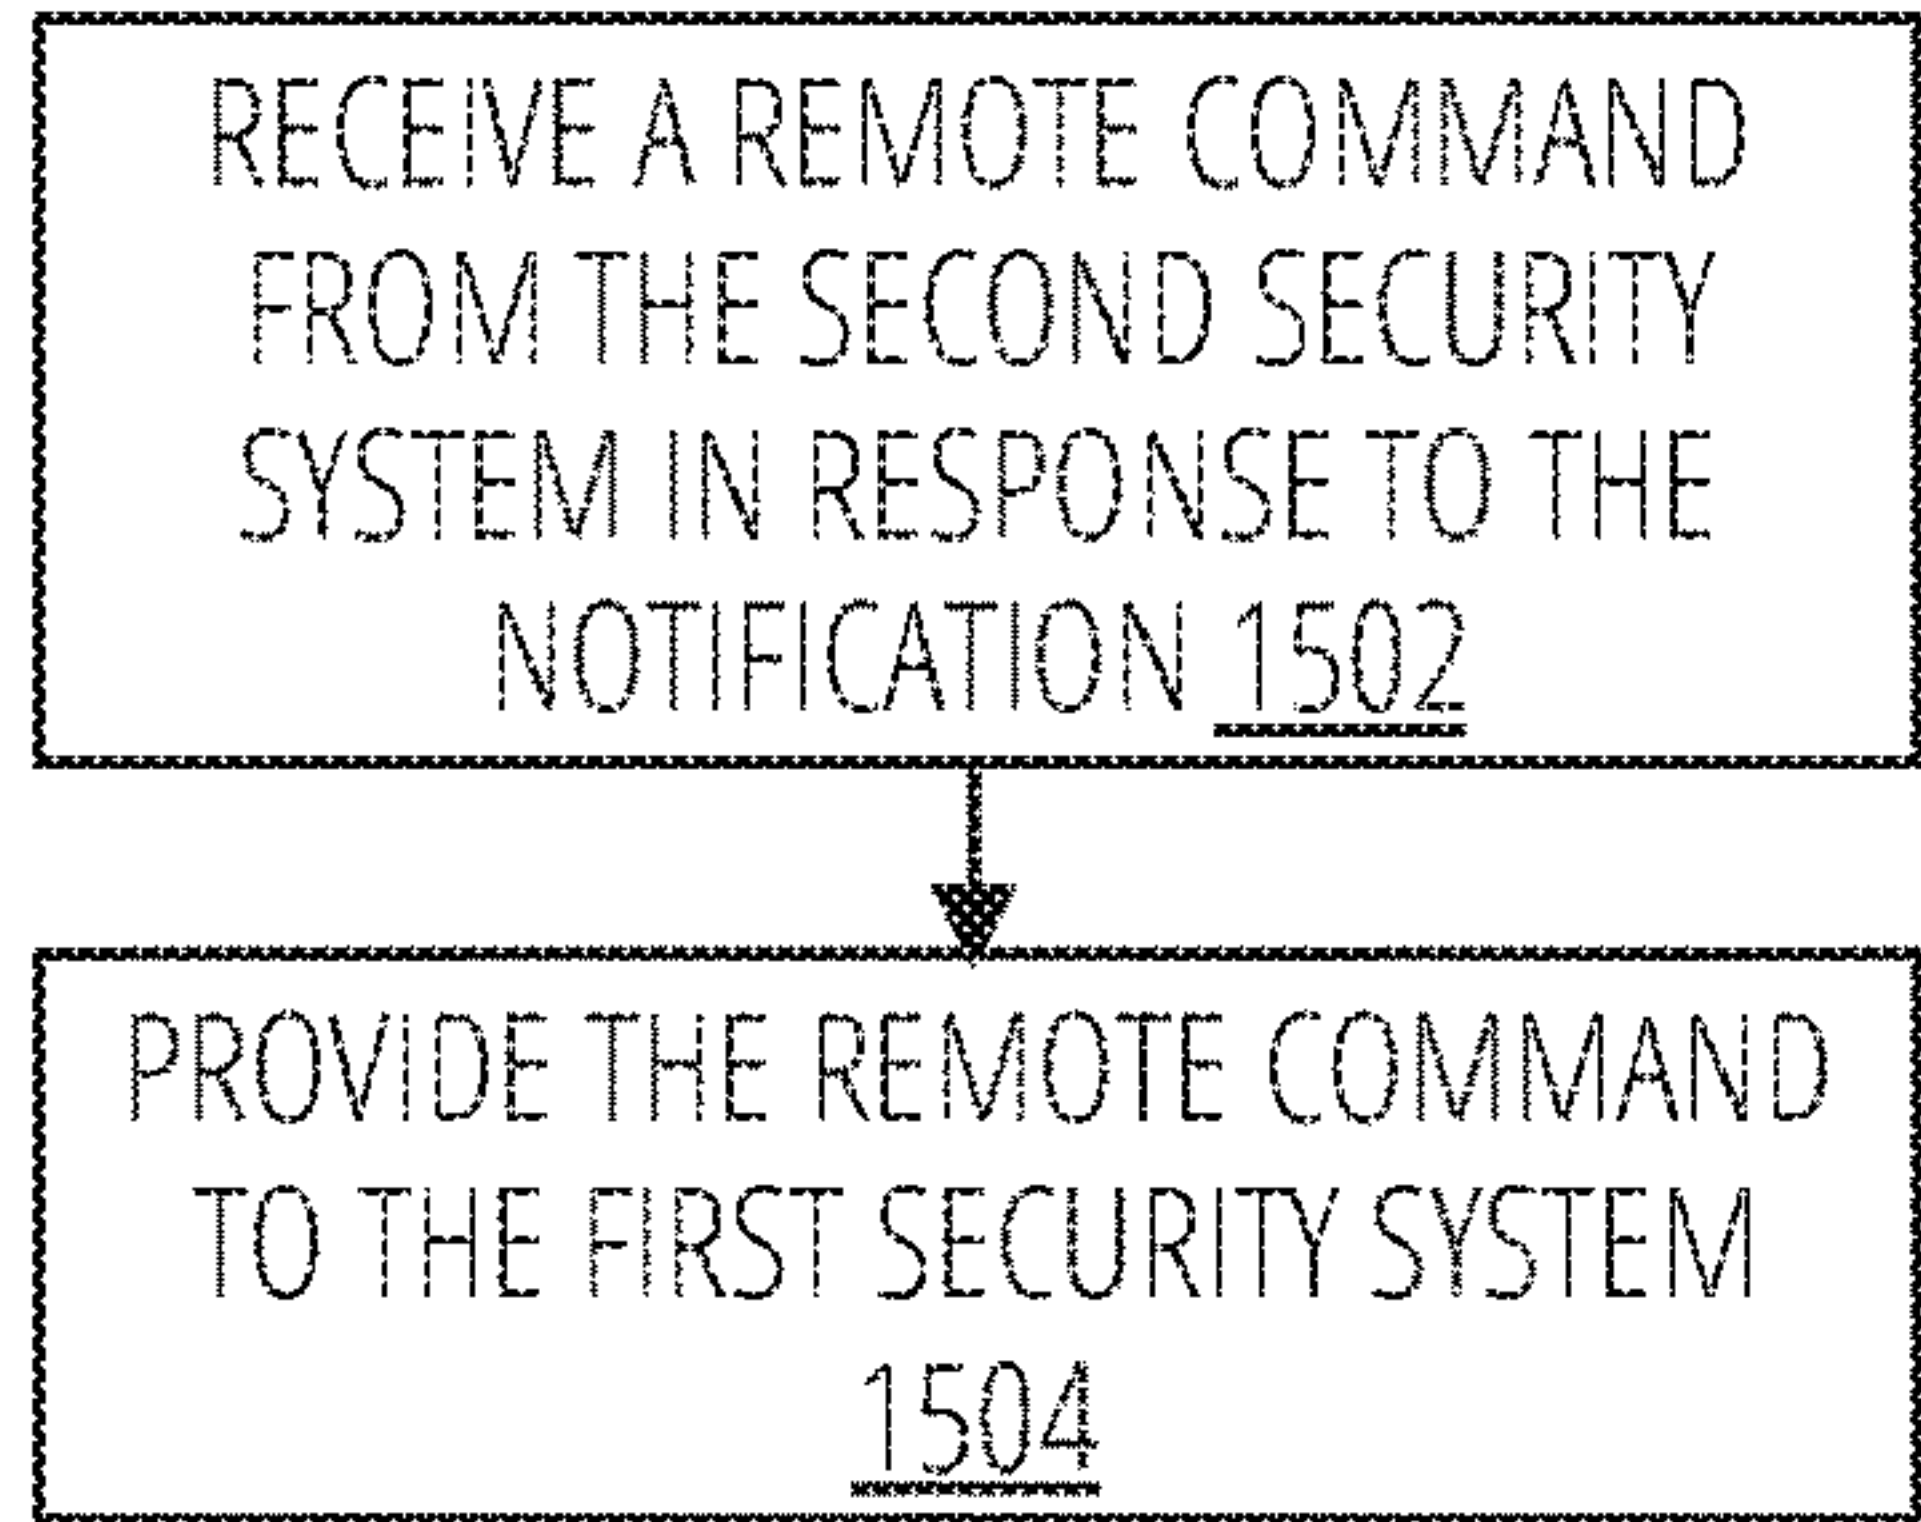 RECEIVE A REMOTE COMMAND
FROM THE SECOND SECURITY
SYSTEM IN RESPONSE TO THE
NOTIFICATION 1502
PROVIDE THE REMOTE COMMAND
TO THE FIRST SECURITY SYSTEM
1504